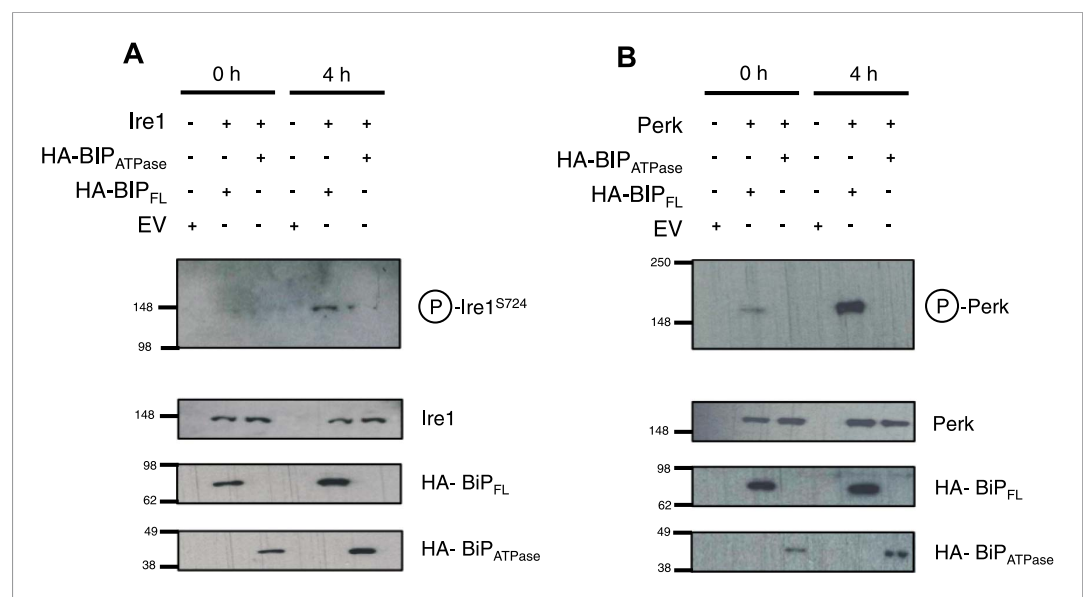 A
0 h 4 h
Ire1 - + + - + +
HA-BIPATPase - - + - - +
HA-BIPFL - + - - + -
EV + - - + - -
148
98
P-Ire1S724
148
Ire1
98
62
HA- BiPFL
49
38
HA- BiPATPase
B
0 h 4 h
Perk - + + - + +
HA-BIPATPase - - + - - +
HA-BIPFL - + - - + -
EV + - - + - -
250
148
P-Perk
148
Perk
98
62
HA- BiPFL
49
38
HA- BiPATPase